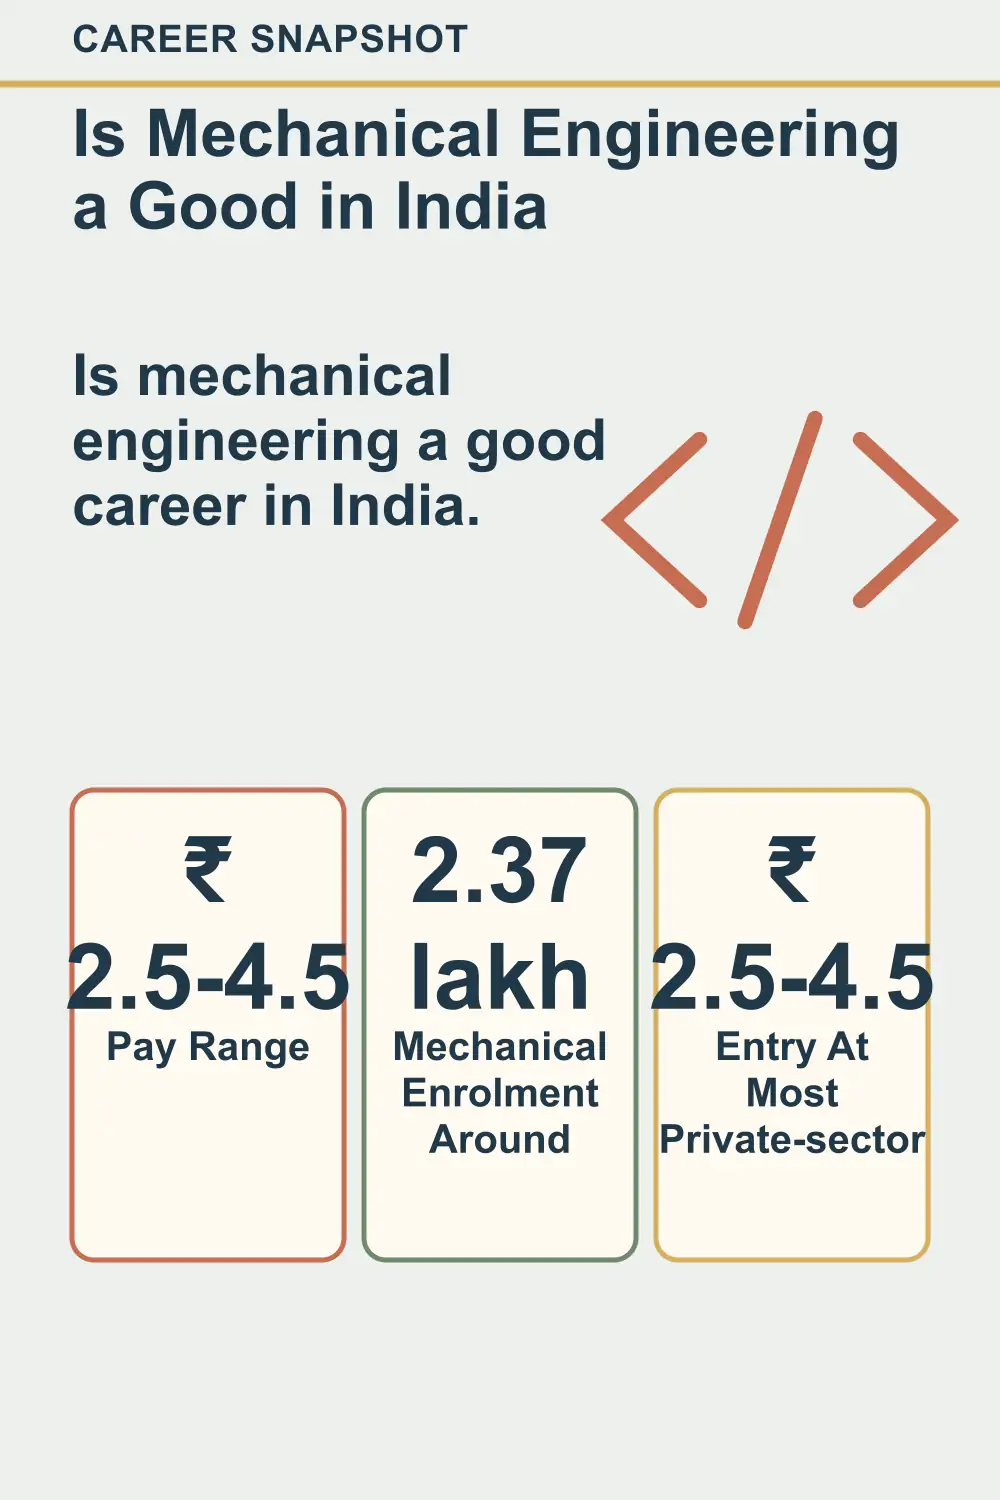 CAREER SNAPSHOT
Is Mechanical Engineering
a Good in India
Is mechanical
engineering a good
career in India.
₹
2.5-4.5
Pay Range
2.37
lakh
Mechanical
Enrolment
Around
₹
2.5-4.5
Entry At
Most
Private-sector